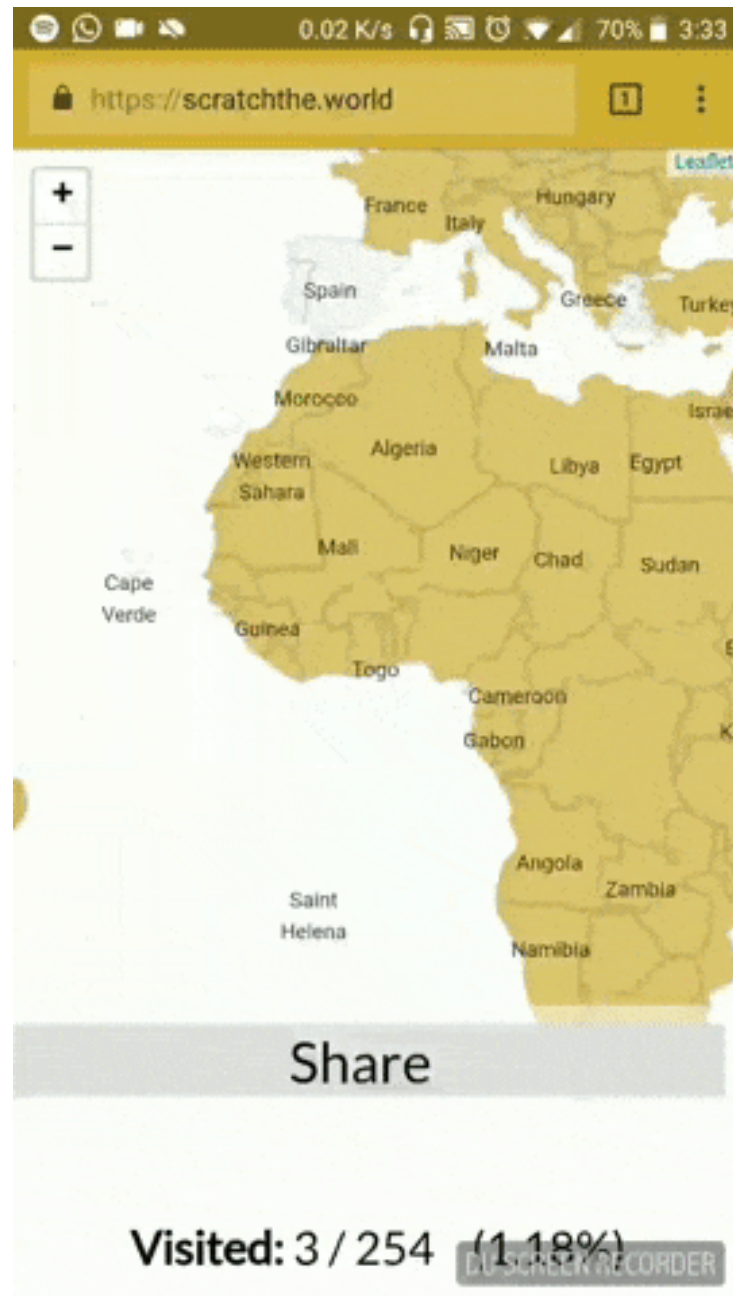 0.02 K/s 70% 3:33
https://scratchthe.world 1
Leaflet
+
France Hungary
Italy
−
Spain Greece Turkey
Gibraltar Malta
Morocco
Israe
Algeria
Western Libya Egypt
Sahara
Mali Niger Chad Sudan
Cape
Verde
Guinea
Togo
Cameroon
Gabon
K
Angola
Zambia
Saint
Helena
Namibia
Share
Visited: 3 / 254 (1.18%)
DU SCREEN RECORDER